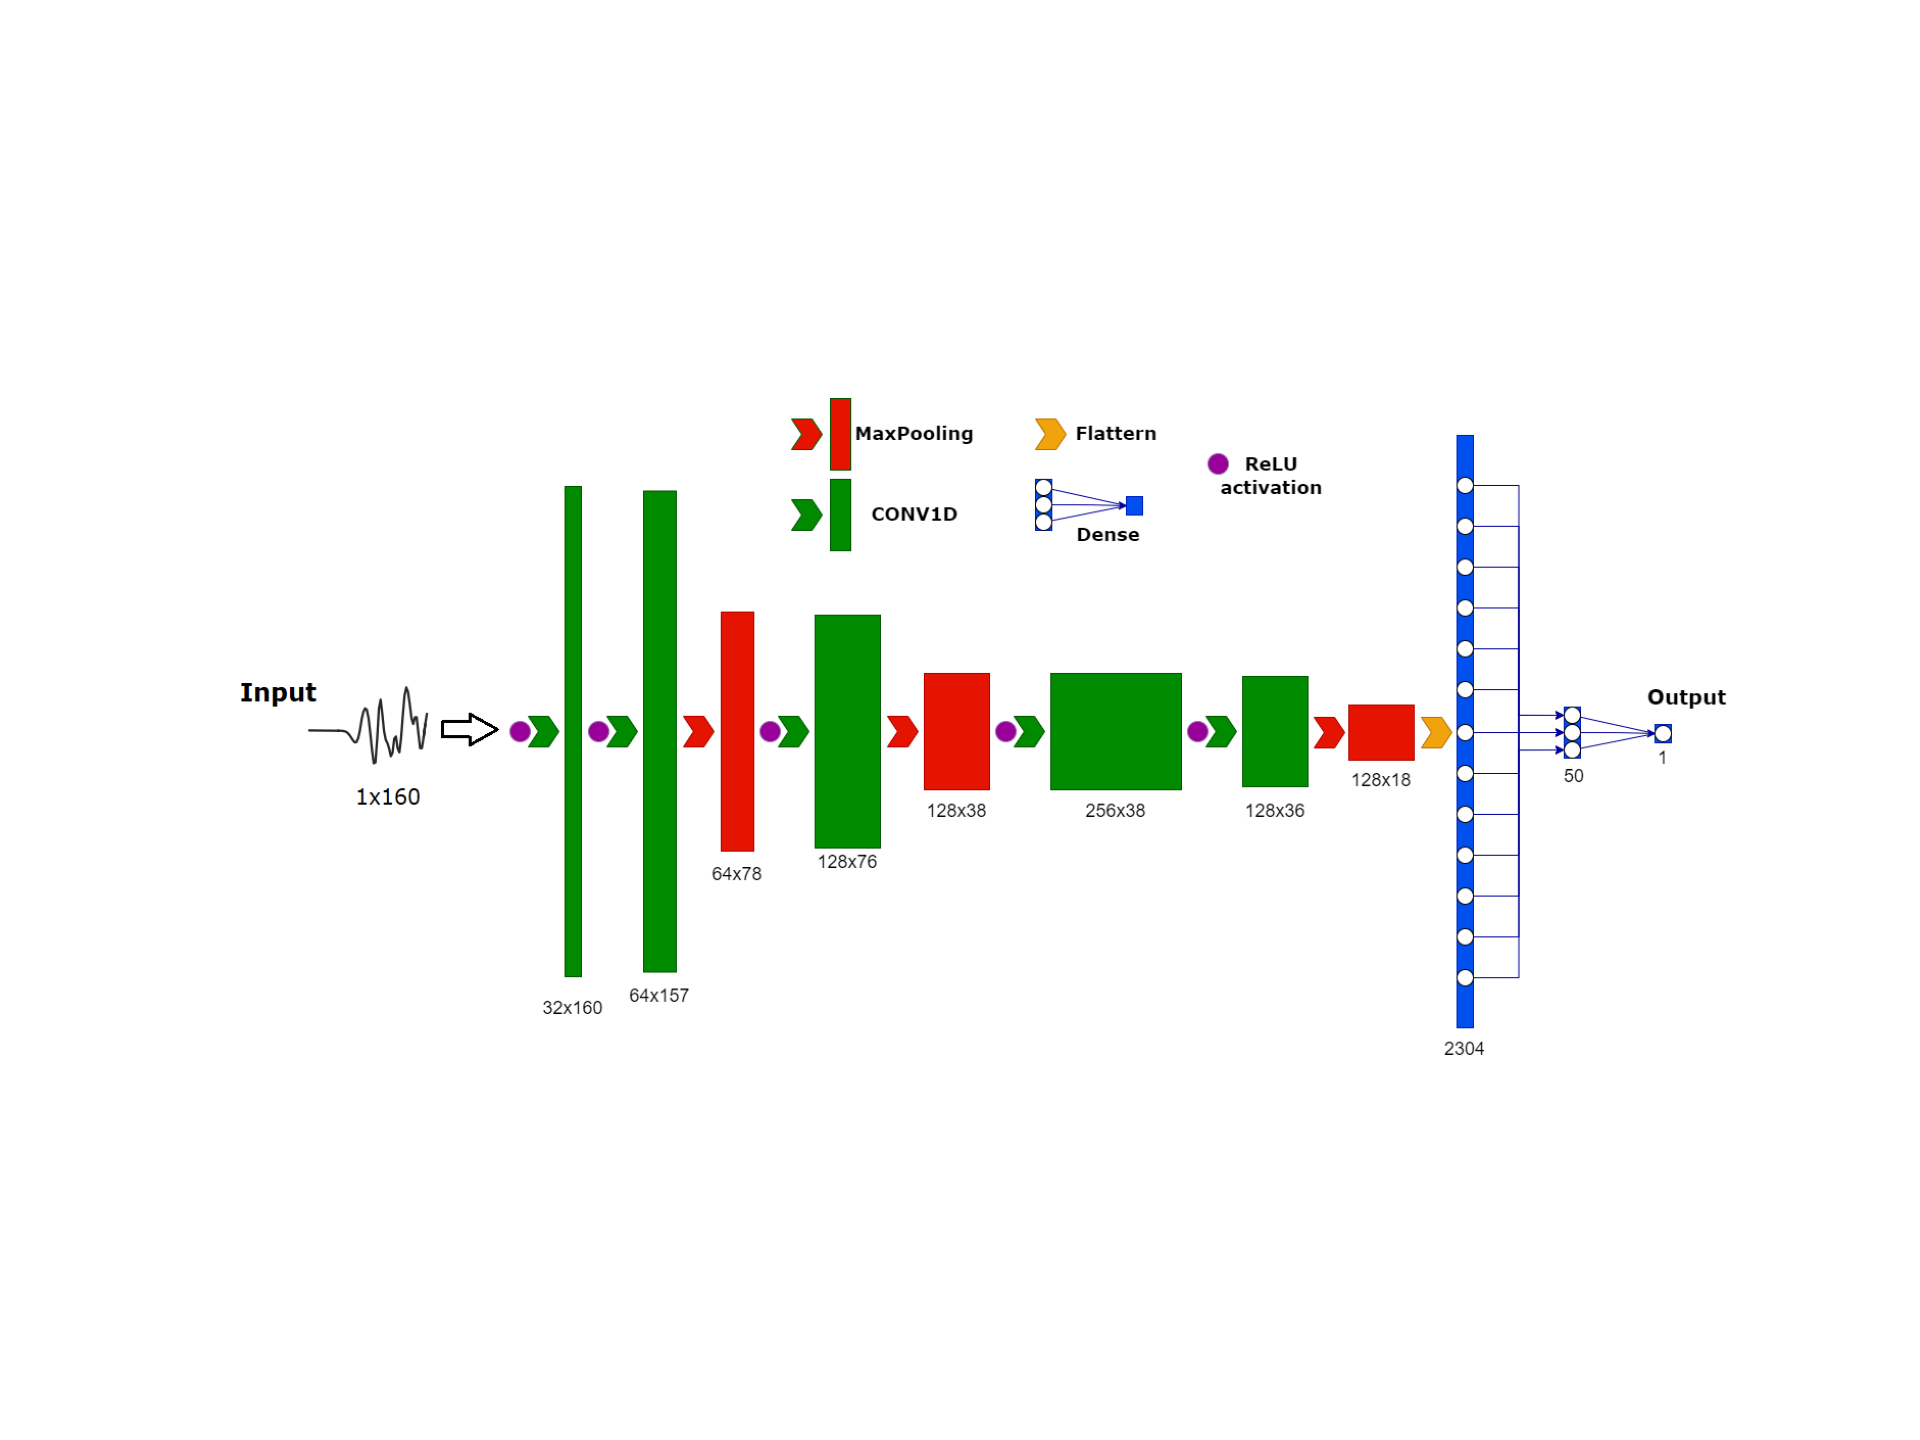 MaxPooling
Flattern
ReLU
activation
CONV1D
Dense
Input
1x160
32x160
64x157
64x78
128x76
128x38
256x38
128x36
128x18
2304
50
Output
1